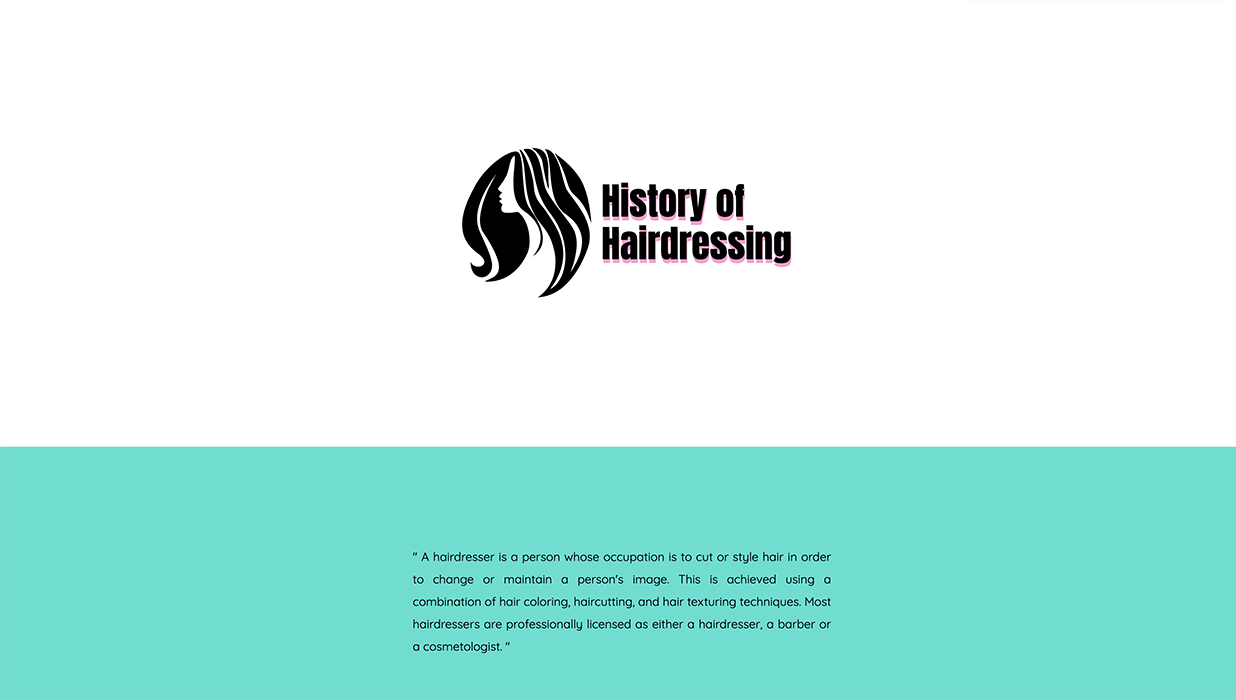 History of
Hairdressing
" A hairdresser is a person whose occupation is to cut or style hair in order
to change or maintain a person's image. This is achieved using a
combination of hair coloring, haircutting, and hair texturing techniques. Most
hairdressers are professionally licensed as either a hairdresser, a barber or
a cosmetologist. "